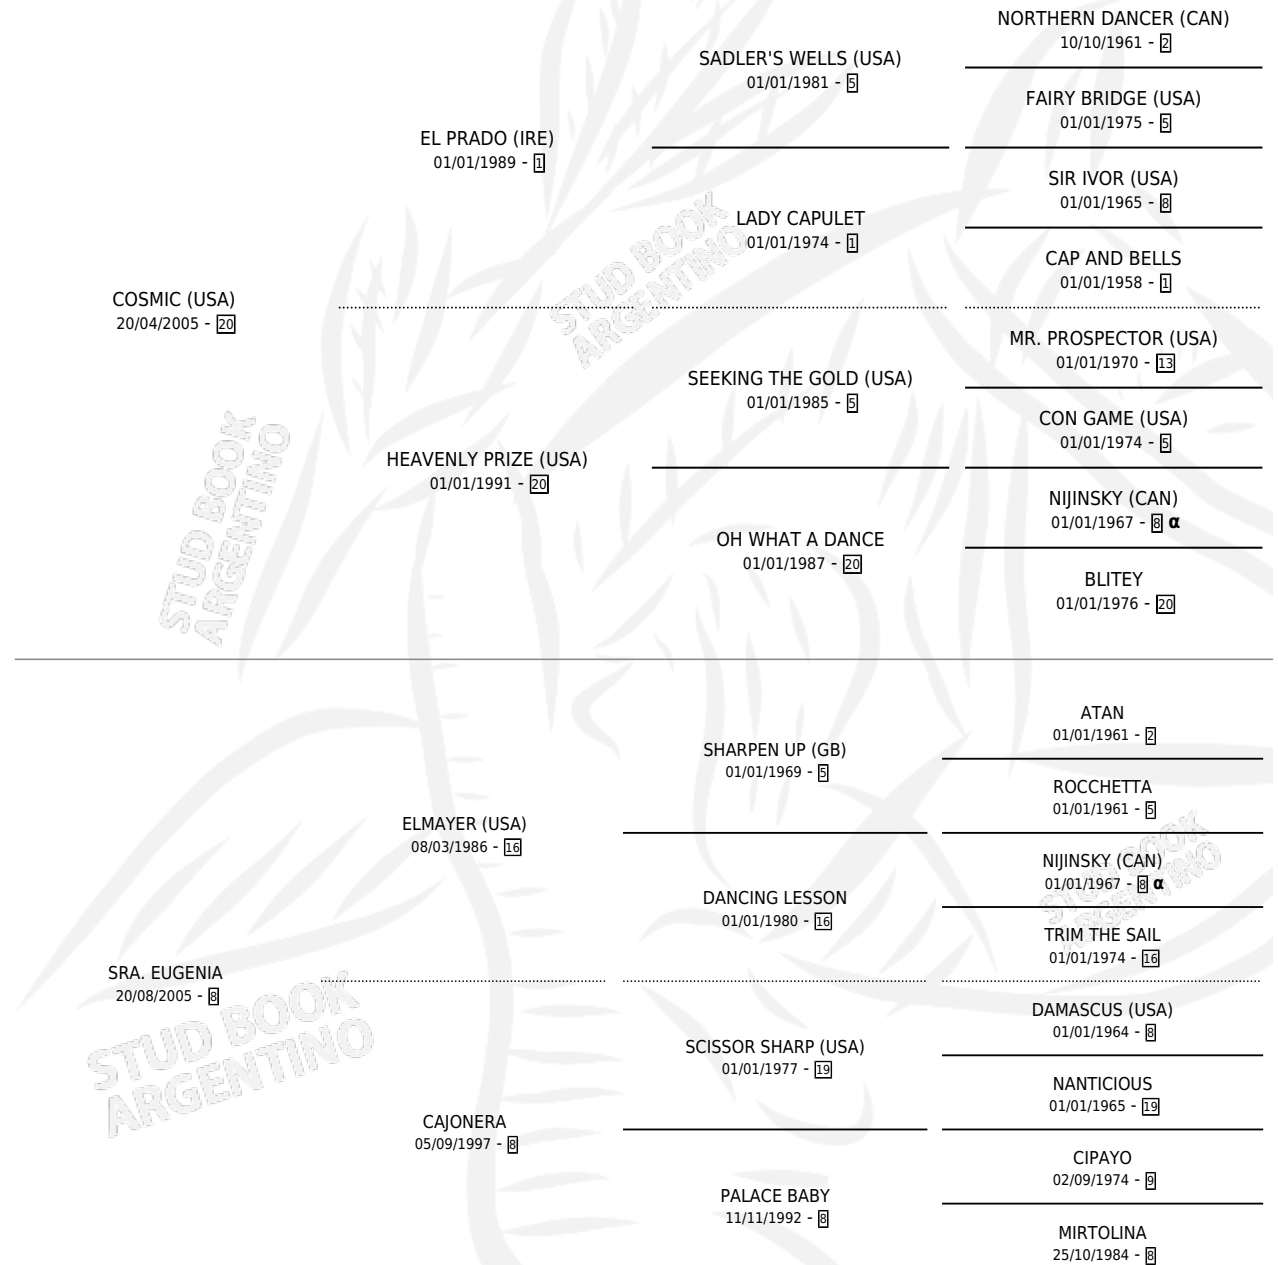 NORTHERN DANCER (CAN)
10/10/1961 - 2
SADLER'S WELLS (USA)
01/01/1981 - 5
FAIRY BRIDGE (USA)
01/01/1975 - 5
EL PRADO (IRE)
01/01/1989 - 1
SIR IVOR (USA)
01/01/1965 - 8
LADY CAPULET
01/01/1974 - 1
CAP AND BELLS
01/01/1958 - 1
COSMIC (USA)
20/04/2005 - 20
MR. PROSPECTOR (USA)
01/01/1970 - 13
SEEKING THE GOLD (USA)
01/01/1985 - 5
CON GAME (USA)
01/01/1974 - 5
HEAVENLY PRIZE (USA)
01/01/1991 - 20
NIJINSKY (CAN)
01/01/1967 - 8 α
OH WHAT A DANCE
01/01/1987 - 20
BLITEY
01/01/1976 - 20
ATAN
01/01/1961 - 2
SHARPEN UP (GB)
01/01/1969 - 5
ROCCHETTA
01/01/1961 - 5
ELMAYER (USA)
08/03/1986 - 16
NIJINSKY (CAN)
01/01/1967 - 8 α
DANCING LESSON
01/01/1980 - 16
TRIM THE SAIL
01/01/1974 - 16
SRA. EUGENIA
20/08/2005 - 8
DAMASCUS (USA)
01/01/1964 - 8
SCISSOR SHARP (USA)
01/01/1977 - 19
NANTICIOUS
01/01/1965 - 19
CAJONERA
05/09/1997 - 8
CIPAYO
02/09/1974 - 9
PALACE BABY
11/11/1992 - 8
MIRTOLINA
25/10/1984 - 8
STUD BOOK
ARGENTINO
STUD BOOK
ARGENTINO
STUD BOOK
ARGENTINO
STUD BOOK
ARGENTINO